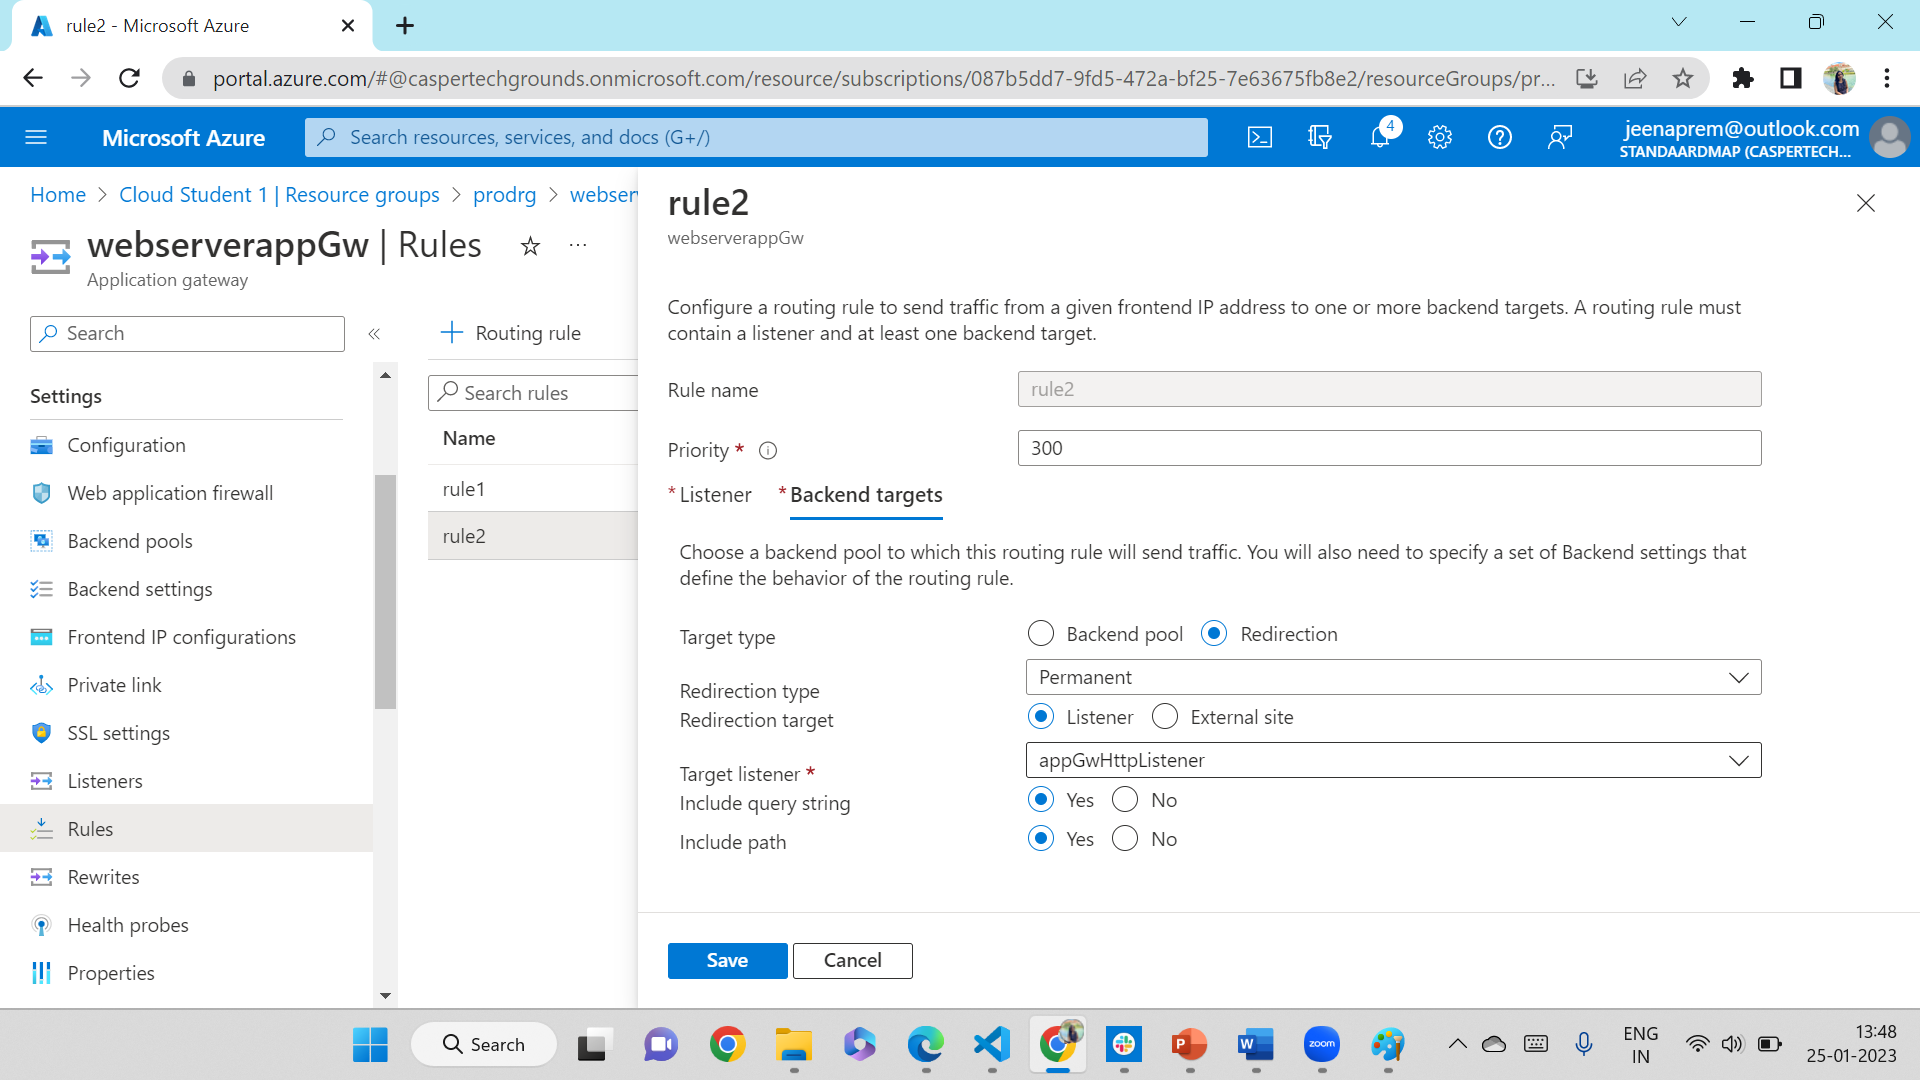 rule2 - Microsoft Azure
portal.azure.com/#@caspertechgrounds.onmicrosoft.com/resource/subscriptions/087b5dd7-9fd5-472a-bf25-7e63675fb8e2/resourceGroups/pr...
Microsoft Azure
Search resources, services, and docs (G+/)
4
jeenaprem@outlook.com
STANDAARDMAP (CASPERTECH...
Home > Cloud Student 1 | Resource groups > prodrg > webserv
webserverappGw | Rules
Application gateway
Search
Settings
Configuration
Web application firewall
Backend pools
Backend settings
Frontend IP configurations
Private link
SSL settings
Listeners
Rules
Rewrites
Health probes
Properties
Routing rule
Search rules
Name
rule1
rule2
rule2
webserverappGw
Configure a routing rule to send traffic from a given frontend IP address to one or more backend targets. A routing rule must
contain a listener and at least one backend target.
Rule name
rule2
Priority *
300
* Listener
* Backend targets
Choose a backend pool to which this routing rule will send traffic. You will also need to specify a set of Backend settings that
define the behavior of the routing rule.
Target type
Backend pool
Redirection
Redirection type
Permanent
Redirection target
Listener
External site
Target listener *
appGwHttpListener
Include query string
Yes
No
Include path
Yes
No
Save
Cancel
Search
zoom
ENG
IN
13:48
25-01-2023